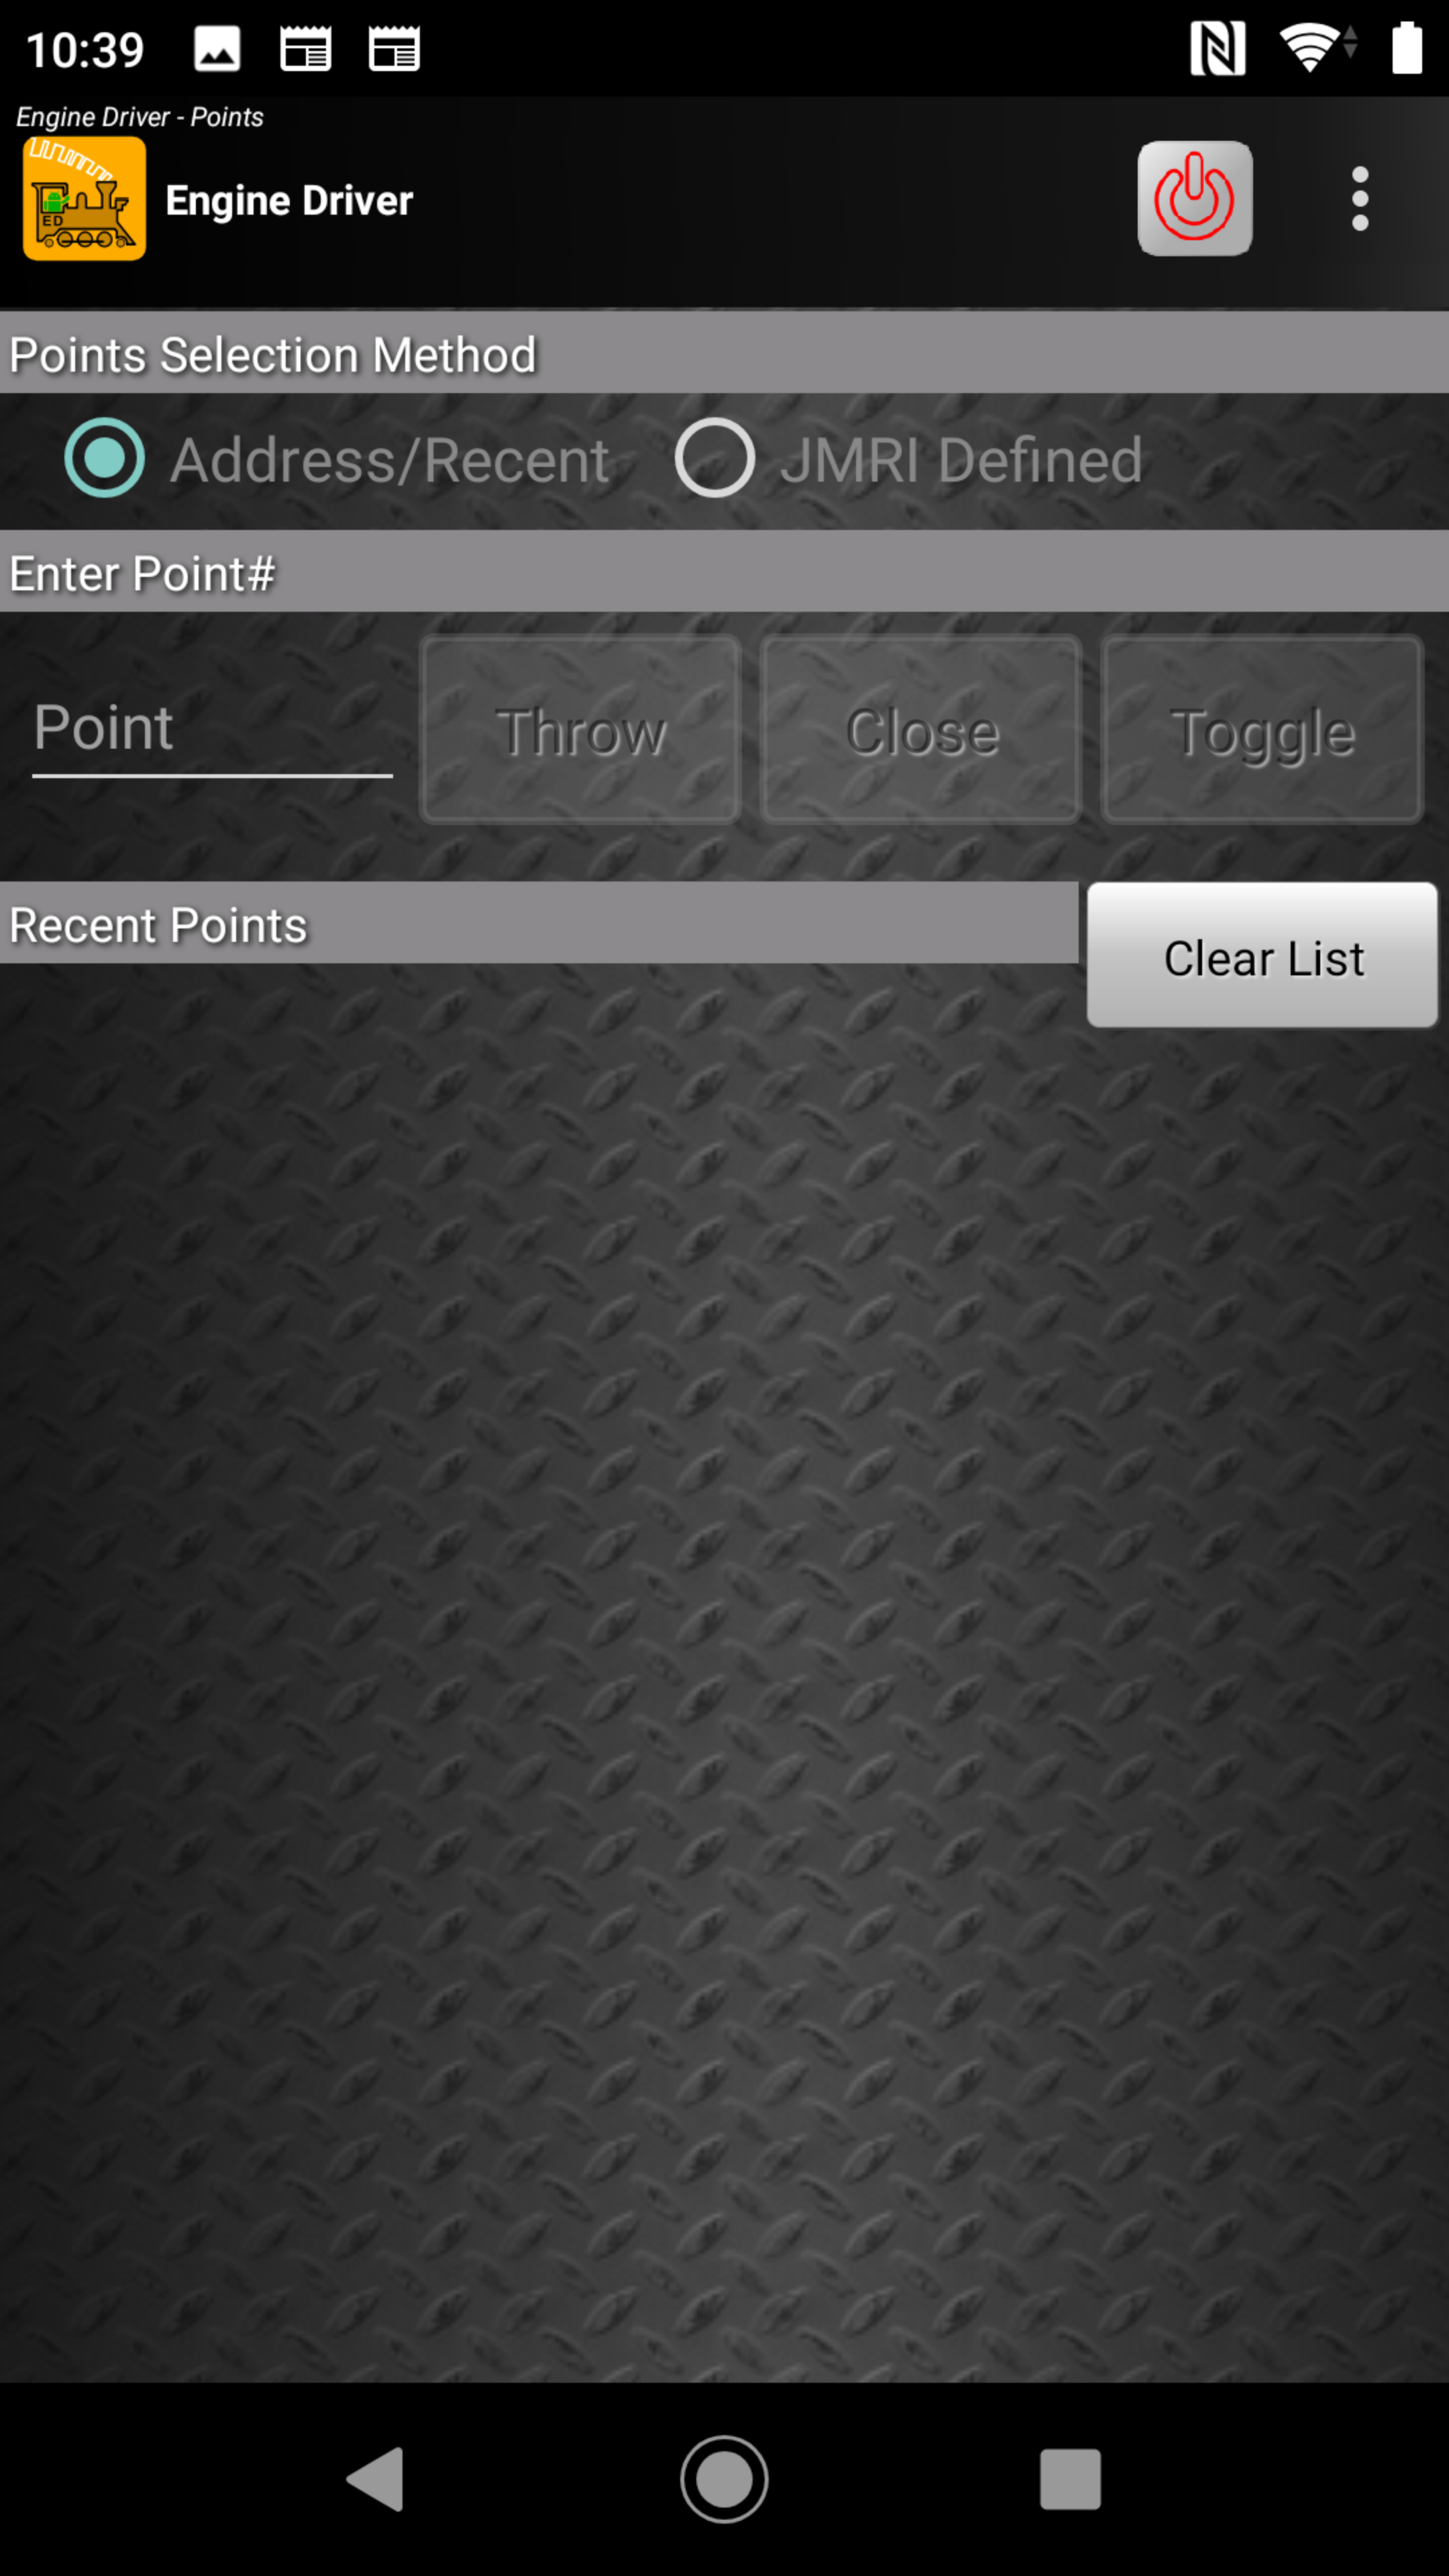 10:39
Engine Driver - Points
ED
Engine Driver
Points Selection Method
Address/Recent JMRI Defined
Enter Point#
Point Throw Close Toggle
Recent Points
Clear List